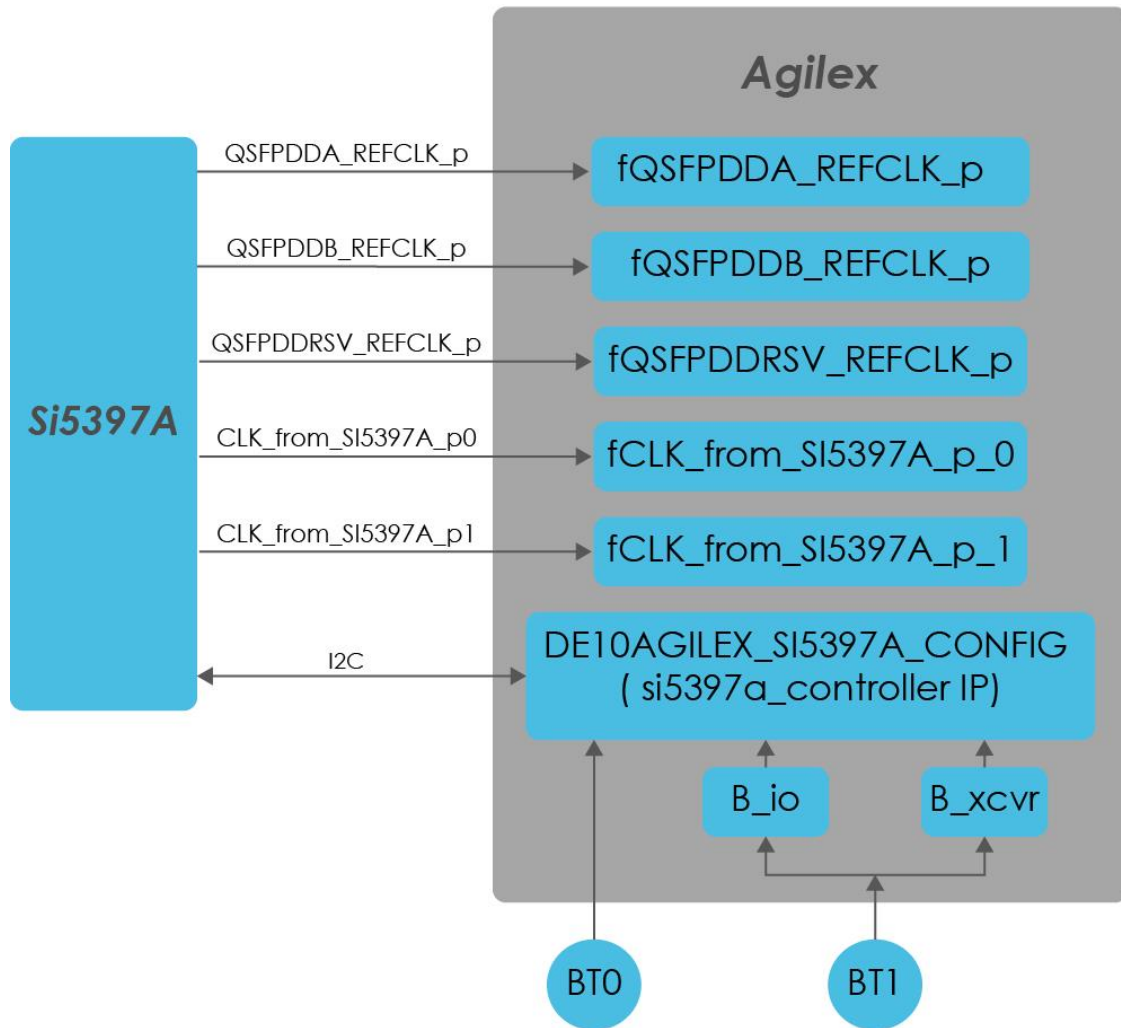 Agilex
Si5397A
QSFPDDA_REFCLK_p
fQSFPDDA_REFCLK_p
QSFPDDB_REFCLK_p
fQSFPDDB_REFCLK_p
QSFPDDRSV_REFCLK_p
fQSFPDDRSV_REFCLK_p
CLK_from_SI5397A_p0
fCLK_from_SI5397A_p_0
CLK_from_SI5397A_p1
fCLK_from_SI5397A_p_1
I2C
DE10AGILEX_SI5397A_CONFIG
( si5397a_controller IP)
B_io
B_xcvr
BT0
BT1